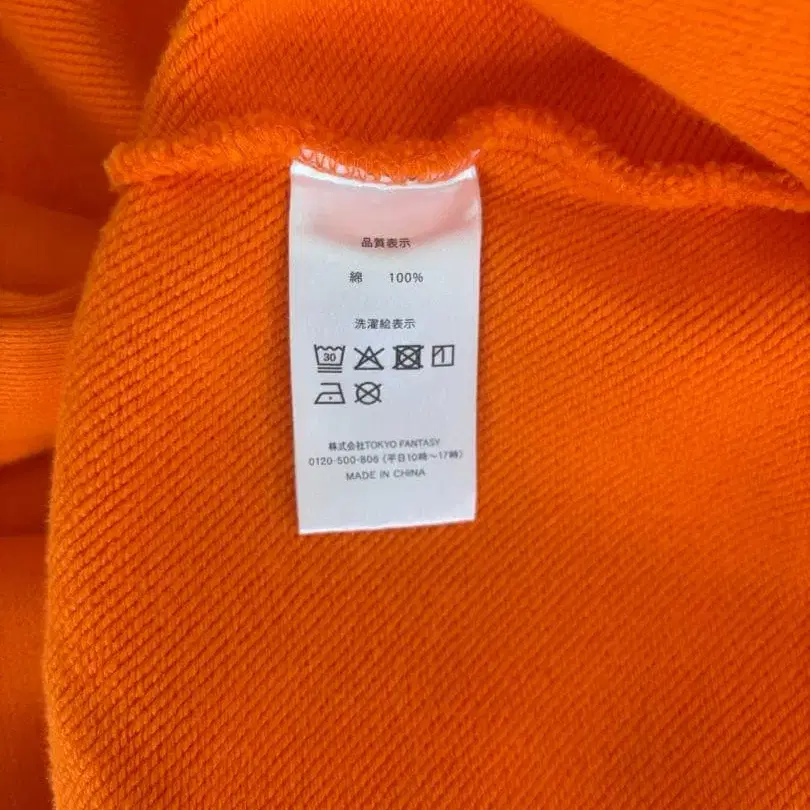 品質表示
綿 100%
洗濯絵表示
30
株式会社TOKYO FANTASY
0120-500-806 (平日10時~17時)
MADE IN CHINA